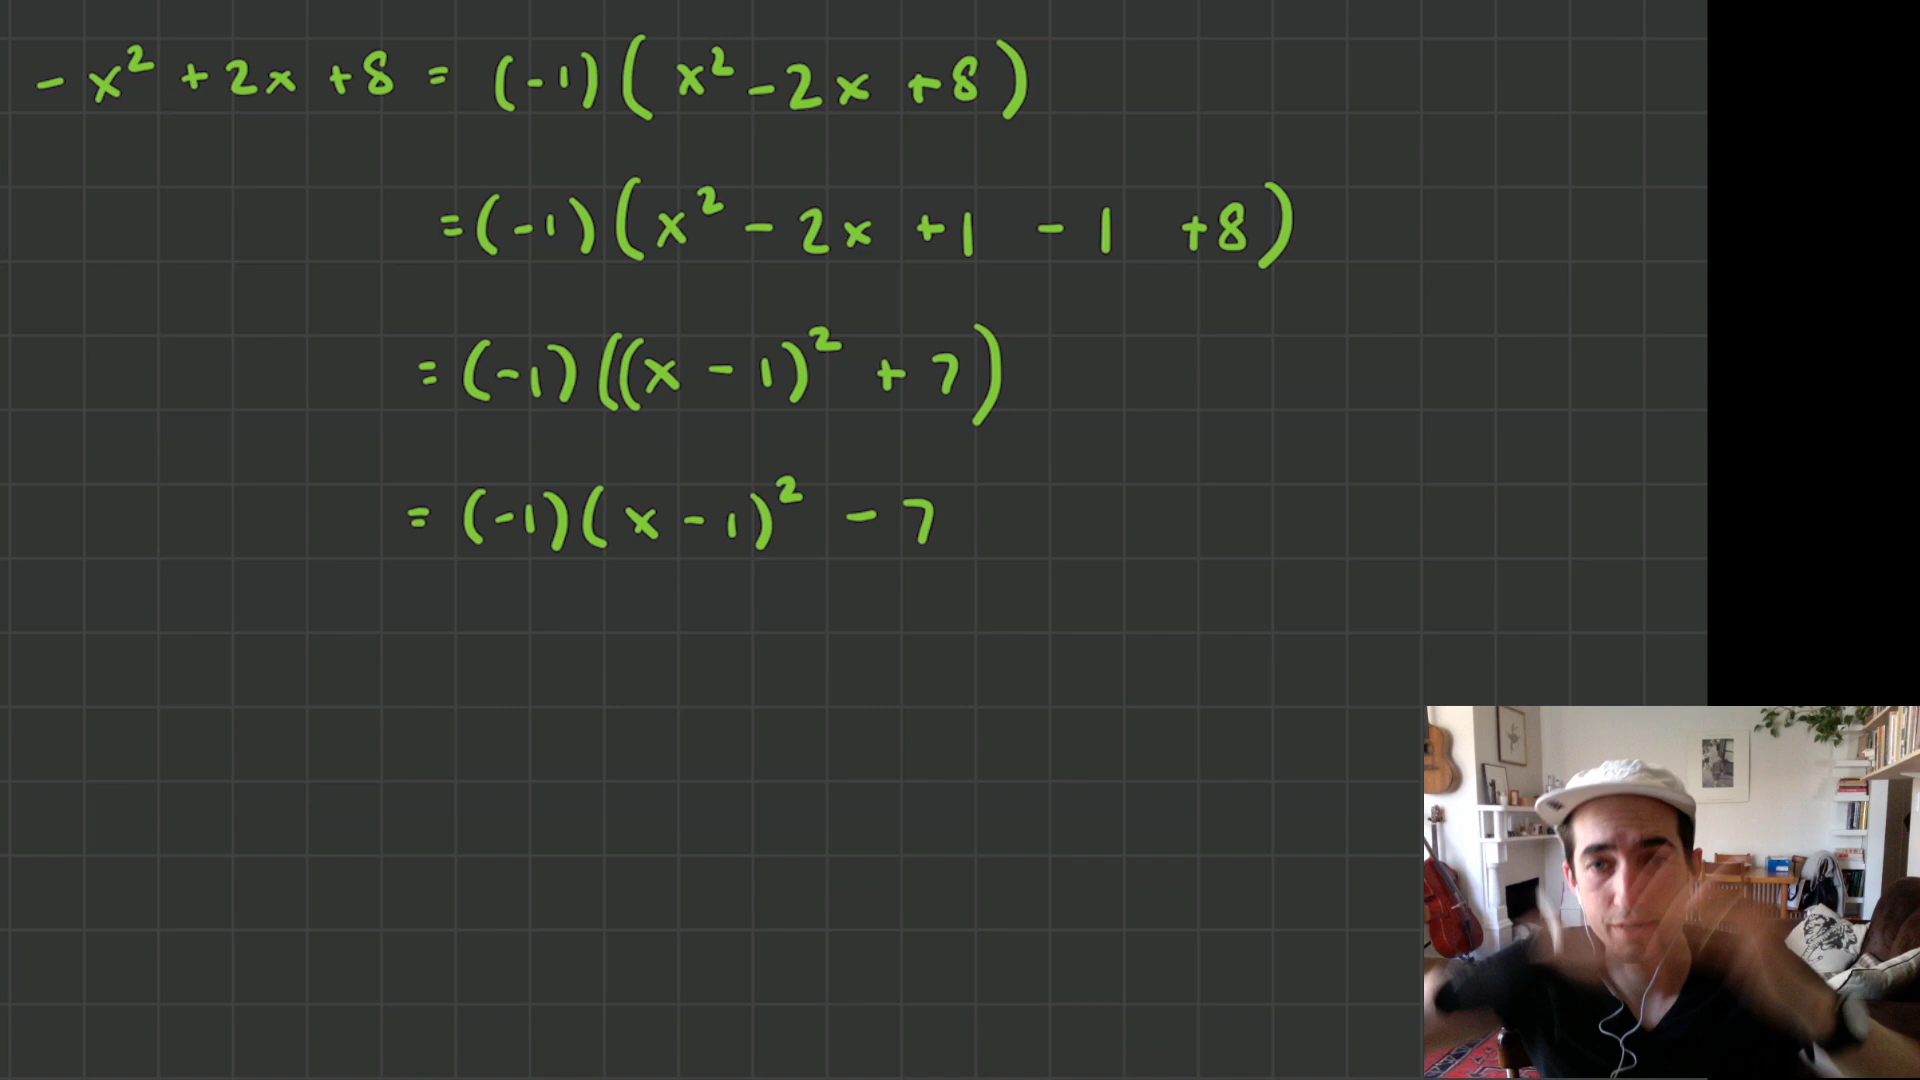 -x² + 2x + 8 = (-1)(x² - 2x + 8)
= (-1)(x² - 2x + 1 - 1 + 8)
= (-1)((x - 1)² + 7)
= (-1)(x - 1)² - 7